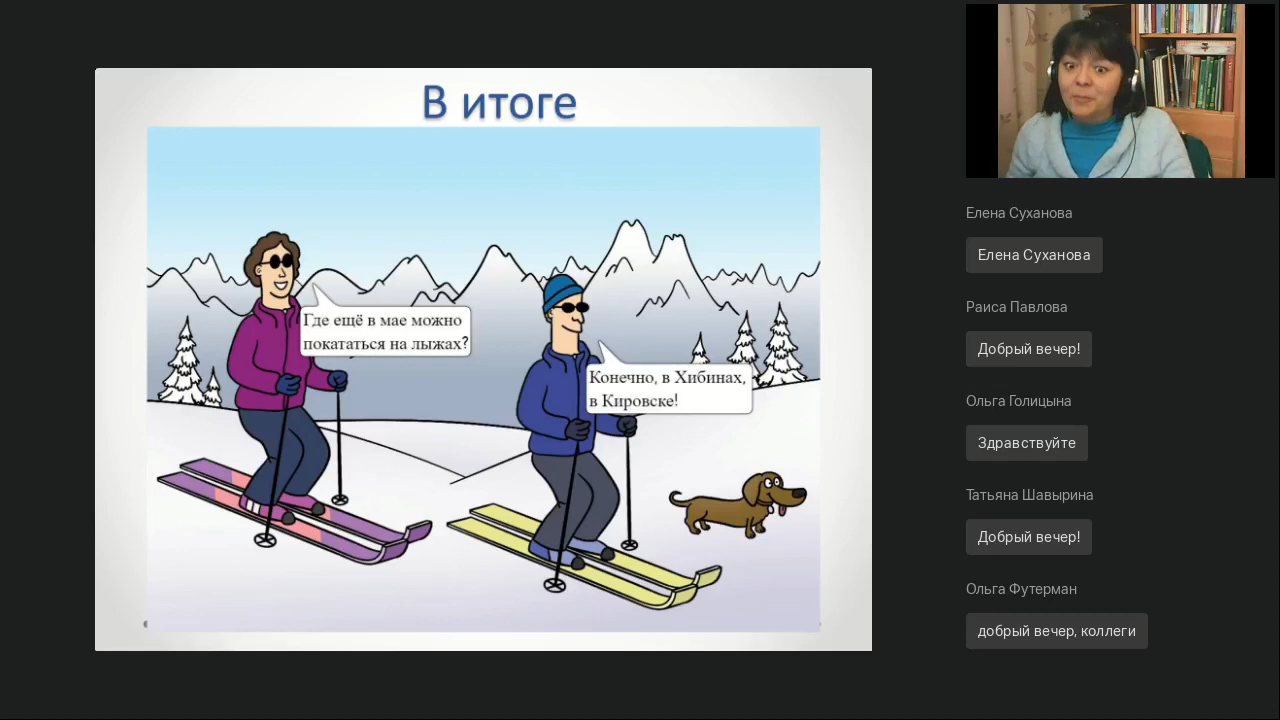 В итоге
Где ещё в мае можно
покататься на лыжах?
Конечно, в Хибинах,
в Кировске!
Елена Суханова
Елена Суханова
Раиса Павлова
Добрый вечер!
Ольга Голицына
Здравствуйте
Татьяна Шавырина
Добрый вечер!
Ольга Футерман
добрый вечер, коллеги